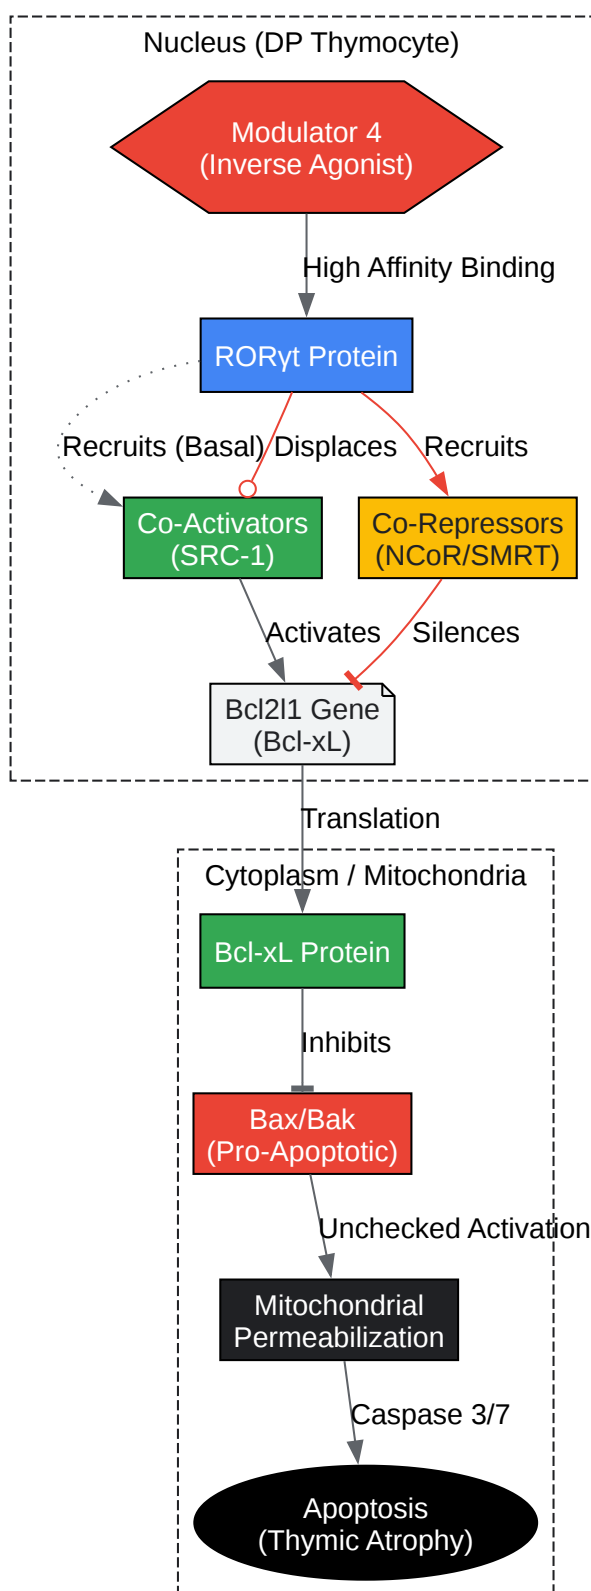 Nucleus (DP Thymocyte)
Modulator 4
(Inverse Agonist)
High Affinity Binding
RORγt Protein
Recruits (Basal)
Displaces
Recruits
Co-Activators
(SRC-1)
Co-Repressors
(NCoR/SMRT)
Activates
Silences
Bcl2l1 Gene
(Bcl-xL)
Translation
Cytoplasm / Mitochondria
Bcl-xL Protein
Inhibits
Bax/Bak
(Pro-Apoptotic)
Unchecked Activation
Mitochondrial
Permeabilization
Caspase 3/7
Apoptosis
(Thymic Atrophy)